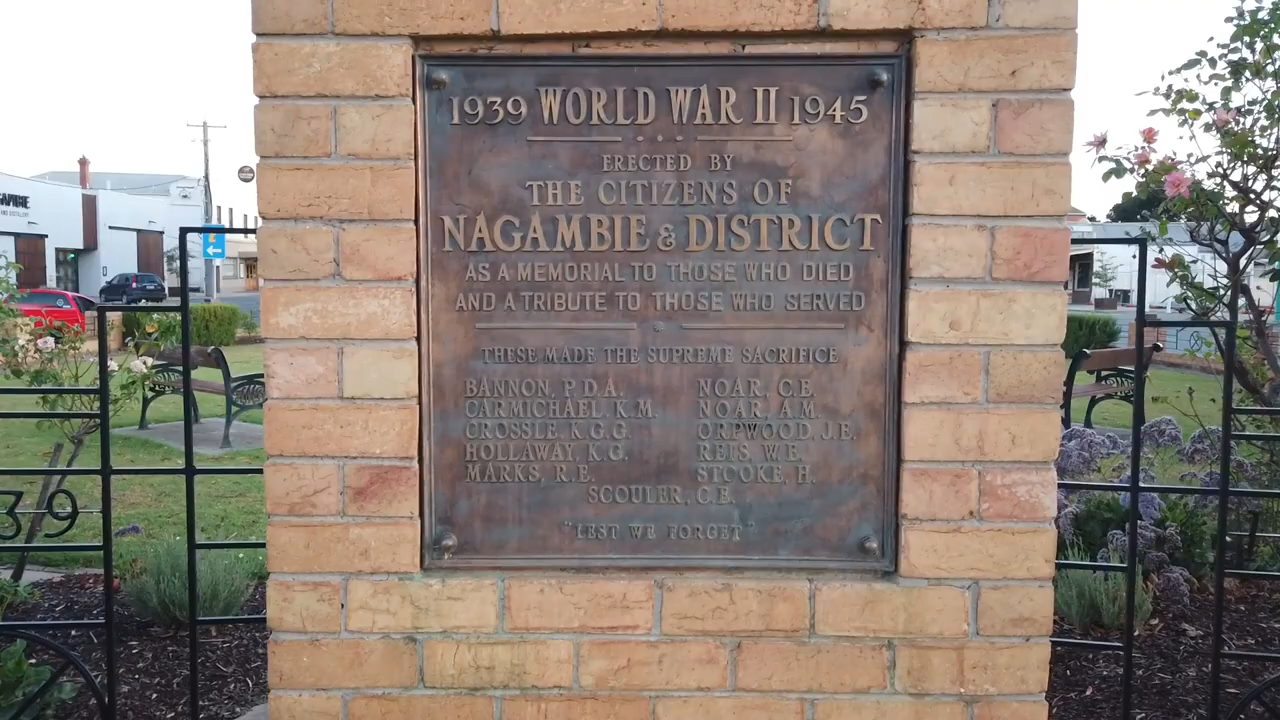 1939 WORLD WAR II 1945
ERECTED BY
THE CITIZENS OF
NAGAMBIE & DISTRICT
AS A MEMORIAL TO THOSE WHO DIED
AND A TRIBUTE TO THOSE WHO SERVED
THESE MADE THE SUPREME SACRIFICE
BANNON, P.D.A.
CARMICHAEL, K.M.
CROSSLE, K.G.G.
HOLLAWAY, K.G.
MARKS, R.E.
NOAR, C.E.
NOAR, A.M.
ORPWOOD, J.E.
REIS, W.E.
STOOKE, H.
SCOULER, C.E.
"LEST WE FORGET"
39
i